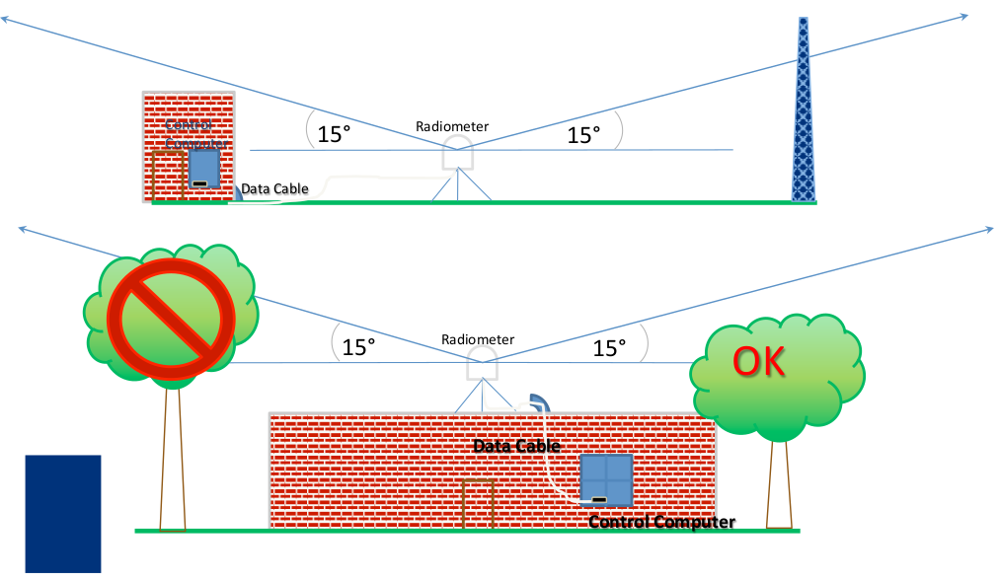 Radiometer
15°
15°
Control
Computer
Data Cable
Radiometer
15°
15°
OK
Data Cable
Control Computer